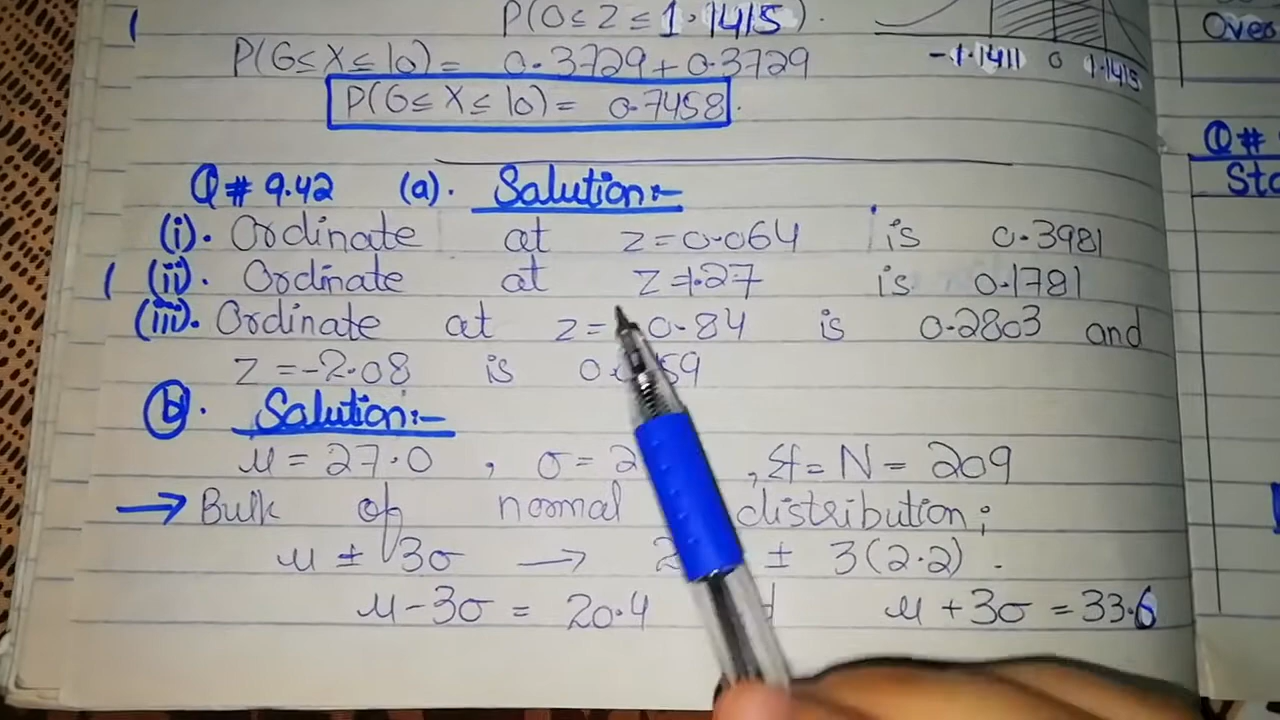 P(0≤Z≤1.1415).
P(6≤X≤10) = 0.3729+0.3729
-1.1411 0 1.1415
P(6≤X≤10) = 0.7458.
Q# 9.42 (a). Solution:-
(i). Ordinate at z=0.064 is 0.3981
(ii). Ordinate at z=1.27 is 0.1781
(iii). Ordinate at z= 0.84 is 0.2803 and
z=-2.08 is
(b). Solution:-
μ = 27.0 , σ= , Σf= N = 209
→ Bulk of normal distribution;
μ ± 3σ → ± 3(2.2).
μ-3σ = 20.4 μ+3σ = 33.6
Over
Q#